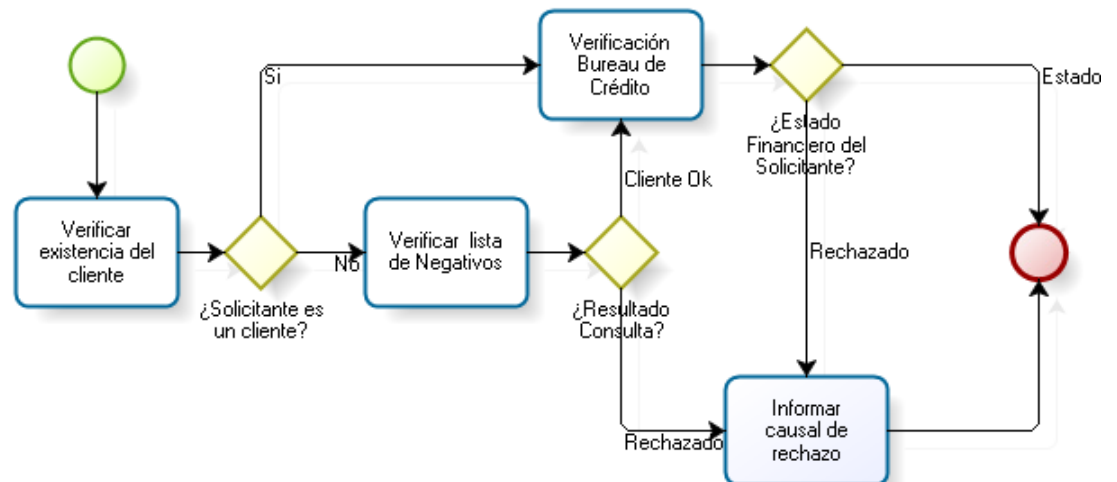 Verificar
existencia del
cliente
¿Solicitante es
un cliente?
Si
No
Verificar lista
de Negativos
¿Resultado
Consulta?
Cliente Ok
Rechazado
Verificación
Bureau de
Crédito
¿Estado
Financiero del
Solicitante?
Estado
Rechazado
Informar
causal de
rechazo